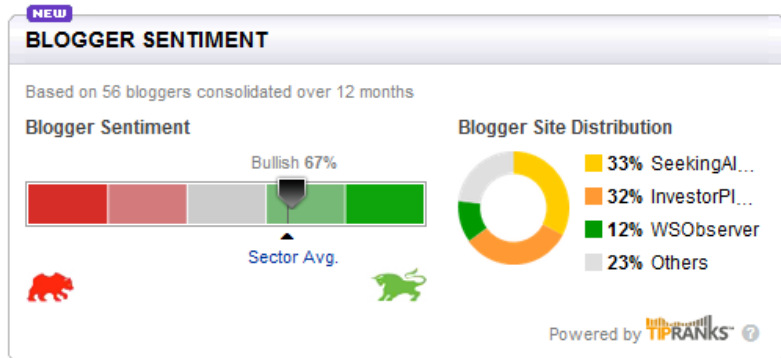 NEW
BLOGGER SENTIMENT
Based on 56 bloggers consolidated over 12 months
Blogger Sentiment
Bullish 67%
Sector Avg.
Blogger Site Distribution
33% SeekingAl...
32% InvestorPl...
12% WSObserver
23% Others
Powered by TIPRANKS™ ?